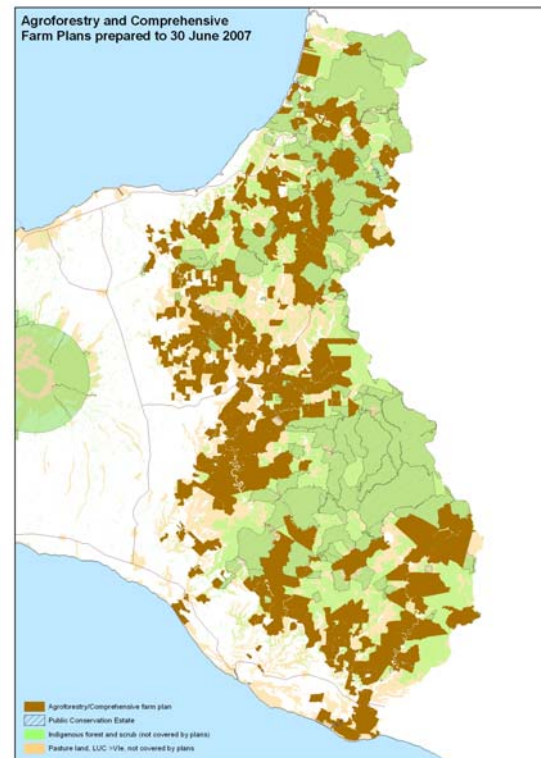 Agroforestry and Comprehensive
Farm Plans prepared to 30 June 2007
Agroforestry/Comprehensive farm plan
Public Conservation Estate
Indigenous forest and scrub (not covered by plans)
Pasture land, LUC >VIe, not covered by plans